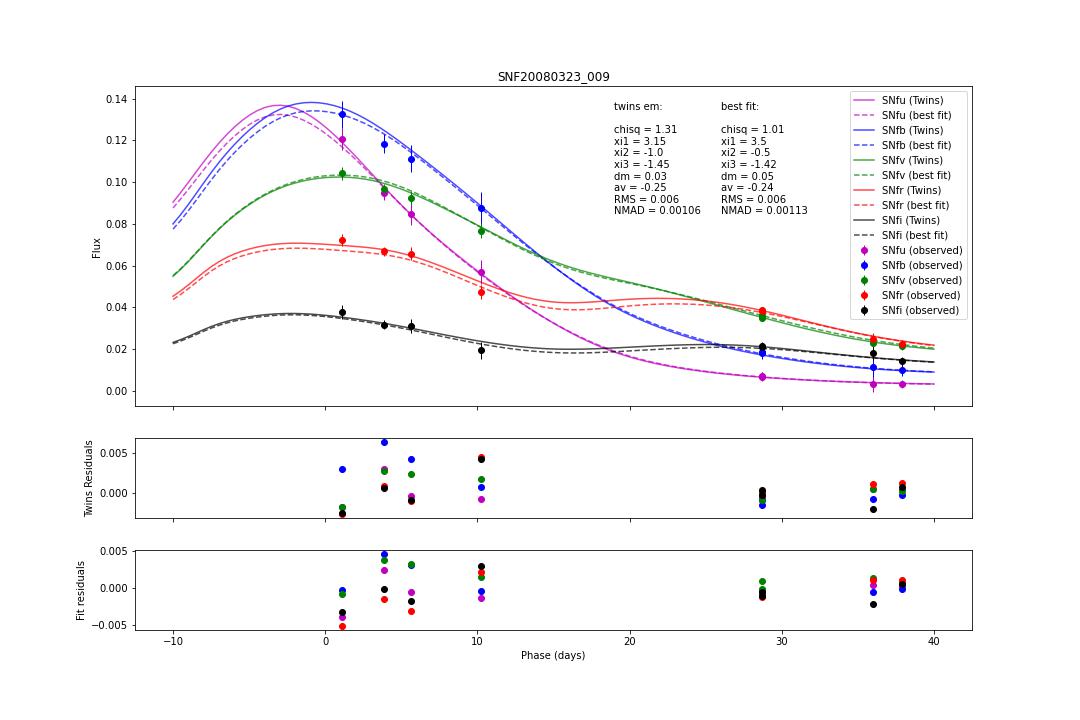 SNF20080323_009
0.14
0.12
0.10
0.08
0.06
0.04
0.02
0.00
Flux
twins em:
chisq = 1.31
xi1 = 3.15
xi2 = -1.0
xi3 = -1.45
dm = 0.03
av = -0.25
RMS = 0.006
NMAD = 0.00106
best fit:
chisq = 1.01
xi1 = 3.5
xi2 = -0.5
xi3 = -1.42
dm = 0.05
av = -0.24
RMS = 0.006
NMAD = 0.00113
SNfu (Twins)
SNfu (best fit)
SNfb (Twins)
SNfb (best fit)
SNfv (Twins)
SNfv (best fit)
SNfr (Twins)
SNfr (best fit)
SNfi (Twins)
SNfi (best fit)
SNfu (observed)
SNfb (observed)
SNfv (observed)
SNfr (observed)
SNfi (observed)
0.005
0.000
Twins Residuals
0.005
0.000
−0.005
Fit residuals
−10
0
10
20
30
40
Phase (days)